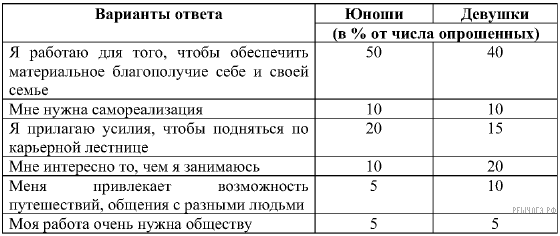 Варианты ответа Юноши Девушки
(в % от числа опрошенных)
Я работаю для того, чтобы обеспечить
материальное благополучие себе и своей
семье
50 40
Мне нужна самореализация 10 10
Я прилагаю усилия, чтобы подняться по
карьерной лестнице
20 15
Мне интересно то, чем я занимаюсь 10 20
Меня привлекает возможность
путешествий, общения с разными людьми
5 10
Моя работа очень нужна обществу 5 5
РЕШУОГЭ.РФ